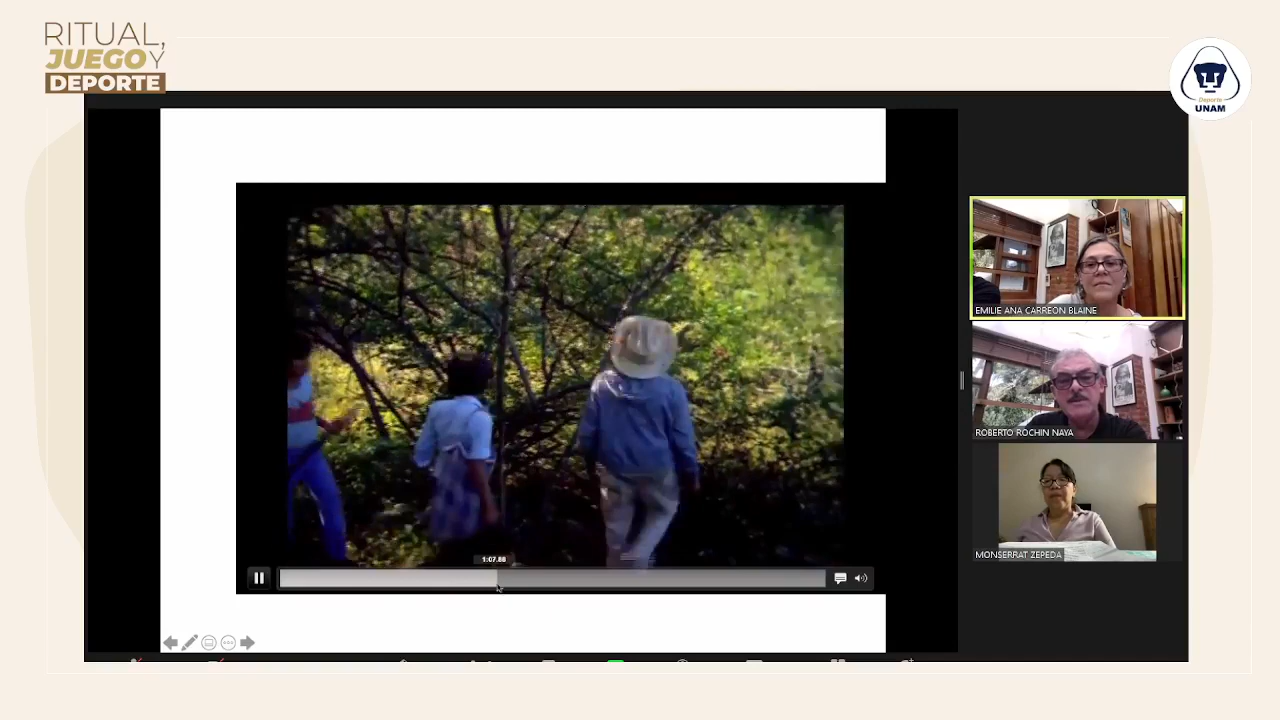 RITUAL,
JUEGO Y
DEPORTE
Deporte
UNAM
EMILIE ANA CARREON BLAINE
ROBERTO ROCHIN NAYA
MONSERRAT ZEPEDA
1:07.88